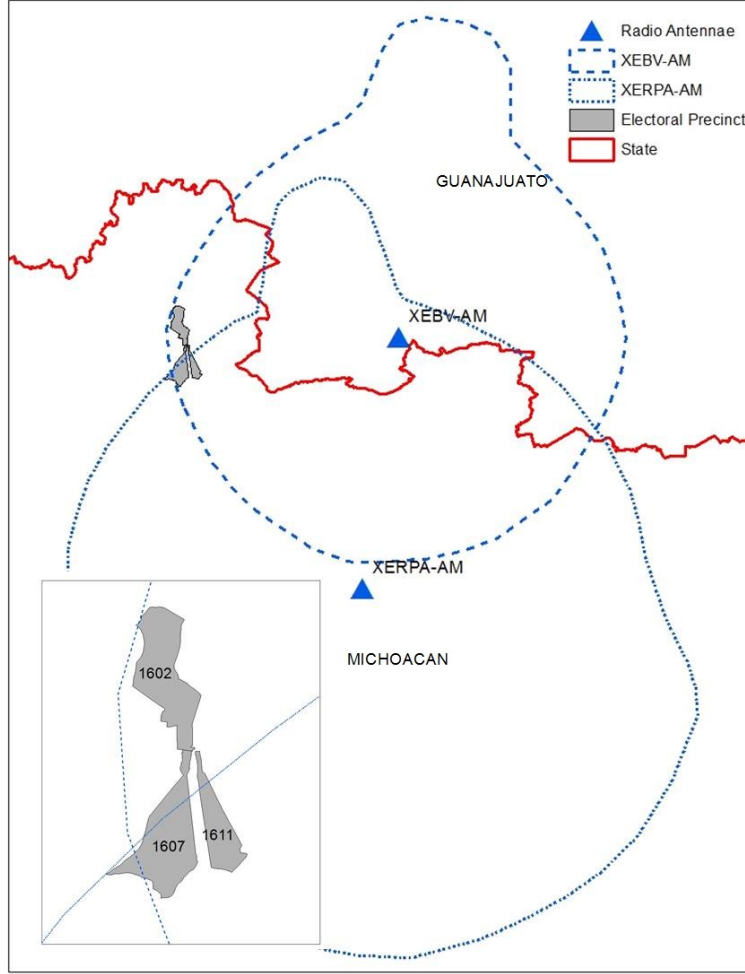 Radio Antennae
XEBV-AM
XERPA-AM
Electoral Precinct
State
GUANAJUATO
XEBV-AM
XERPA-AM
MICHOACAN
1602
1607
1611